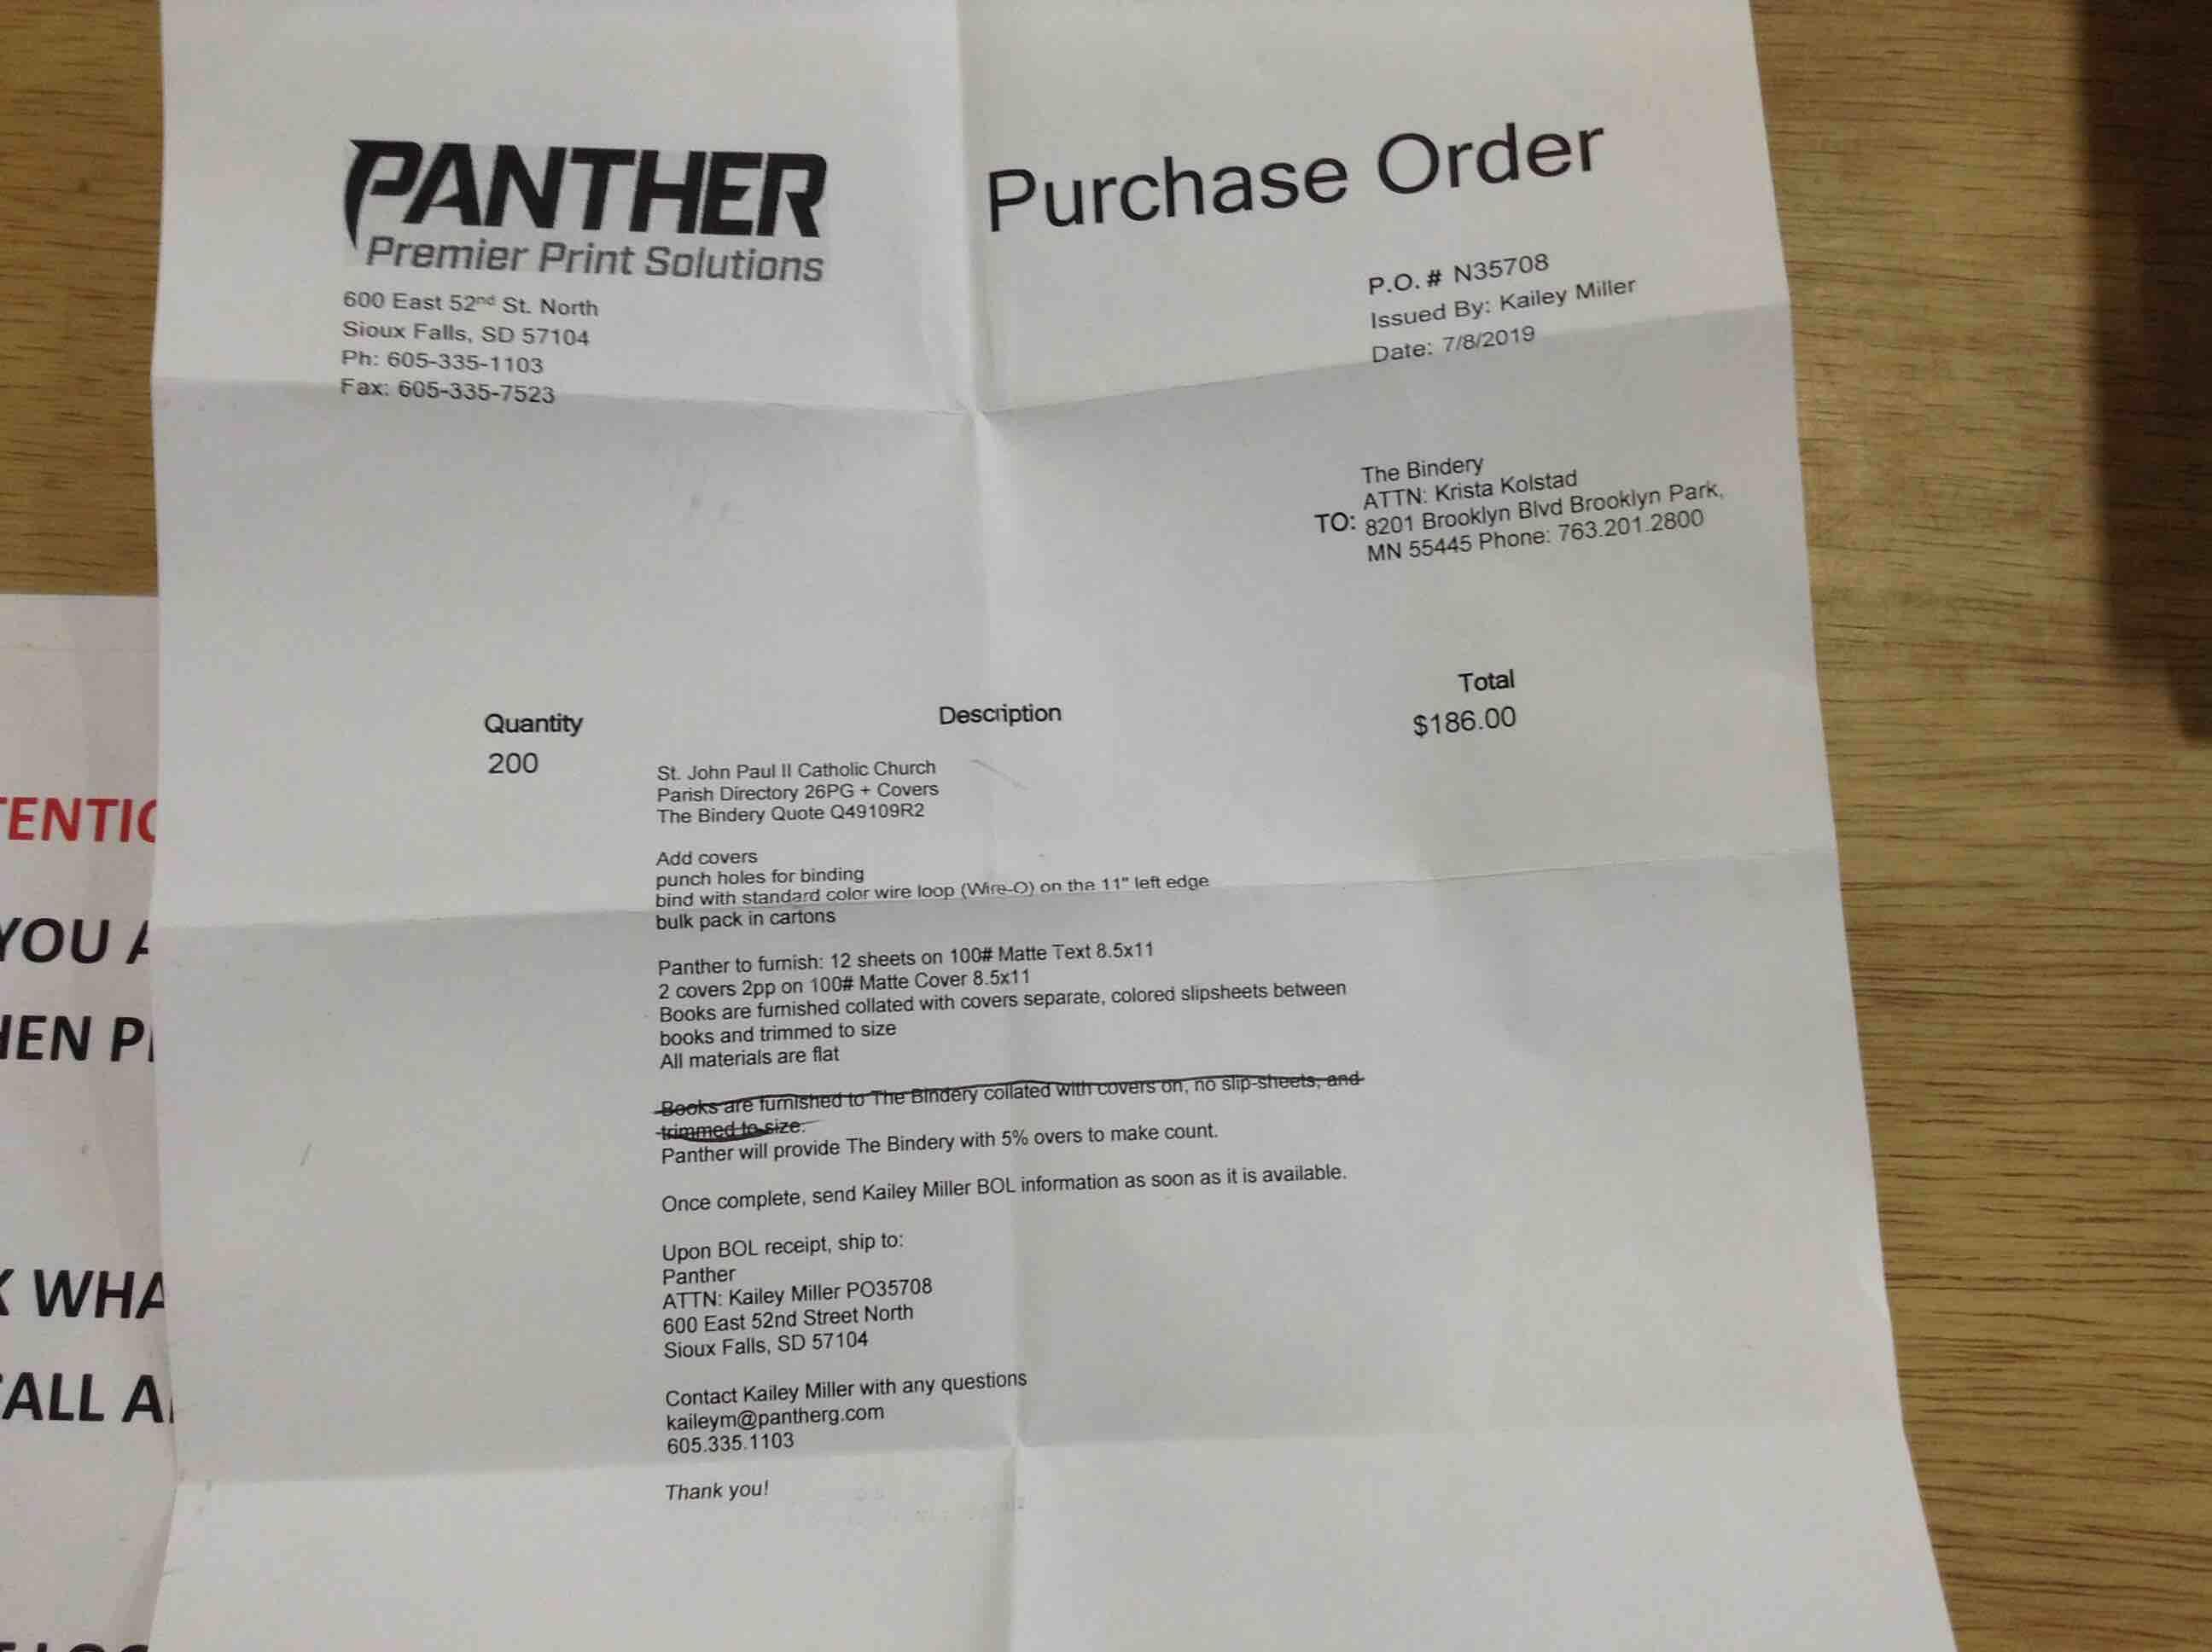 PANTHER
Premier Print Solutions
600 East 52nd St. North
Sioux Falls, SD 57104
Ph: 605-335-1103
Fax: 605-335-7523
Purchase Order
P.O. # N35708
Issued By: Kailey Miller
Date: 7/8/2019
The Bindery
ATTN: Krista Kolstad
TO: 8201 Brooklyn Blvd Brooklyn Park,
MN 55445 Phone: 763.201.2800
Quantity Description Total
200 $186.00
St. John Paul II Catholic Church
Parish Directory 26PG + Covers
The Bindery Quote Q49109R2
Add covers
punch holes for binding
bind with standard color wire loop (Wire-O) on the 11" left edge
bulk pack in cartons
Panther to furnish: 12 sheets on 100# Matte Text 8.5x11
2 covers 2pp on 100# Matte Cover 8.5x11
Books are furnished collated with covers separate, colored slipsheets between
books and trimmed to size
All materials are flat
Books are furnished to The Bindery collated with covers on, no slip-sheets, and
trimmed to size.
Panther will provide The Bindery with 5% overs to make count.
Once complete, send Kailey Miller BOL information as soon as it is available.
Upon BOL receipt, ship to:
Panther
ATTN: Kailey Miller PO35708
600 East 52nd Street North
Sioux Falls, SD 57104
Contact Kailey Miller with any questions
kaileym@pantherg.com
605.335.1103
Thank you!
TENTIO
YOU A
HEN P
K WHA
ALL A